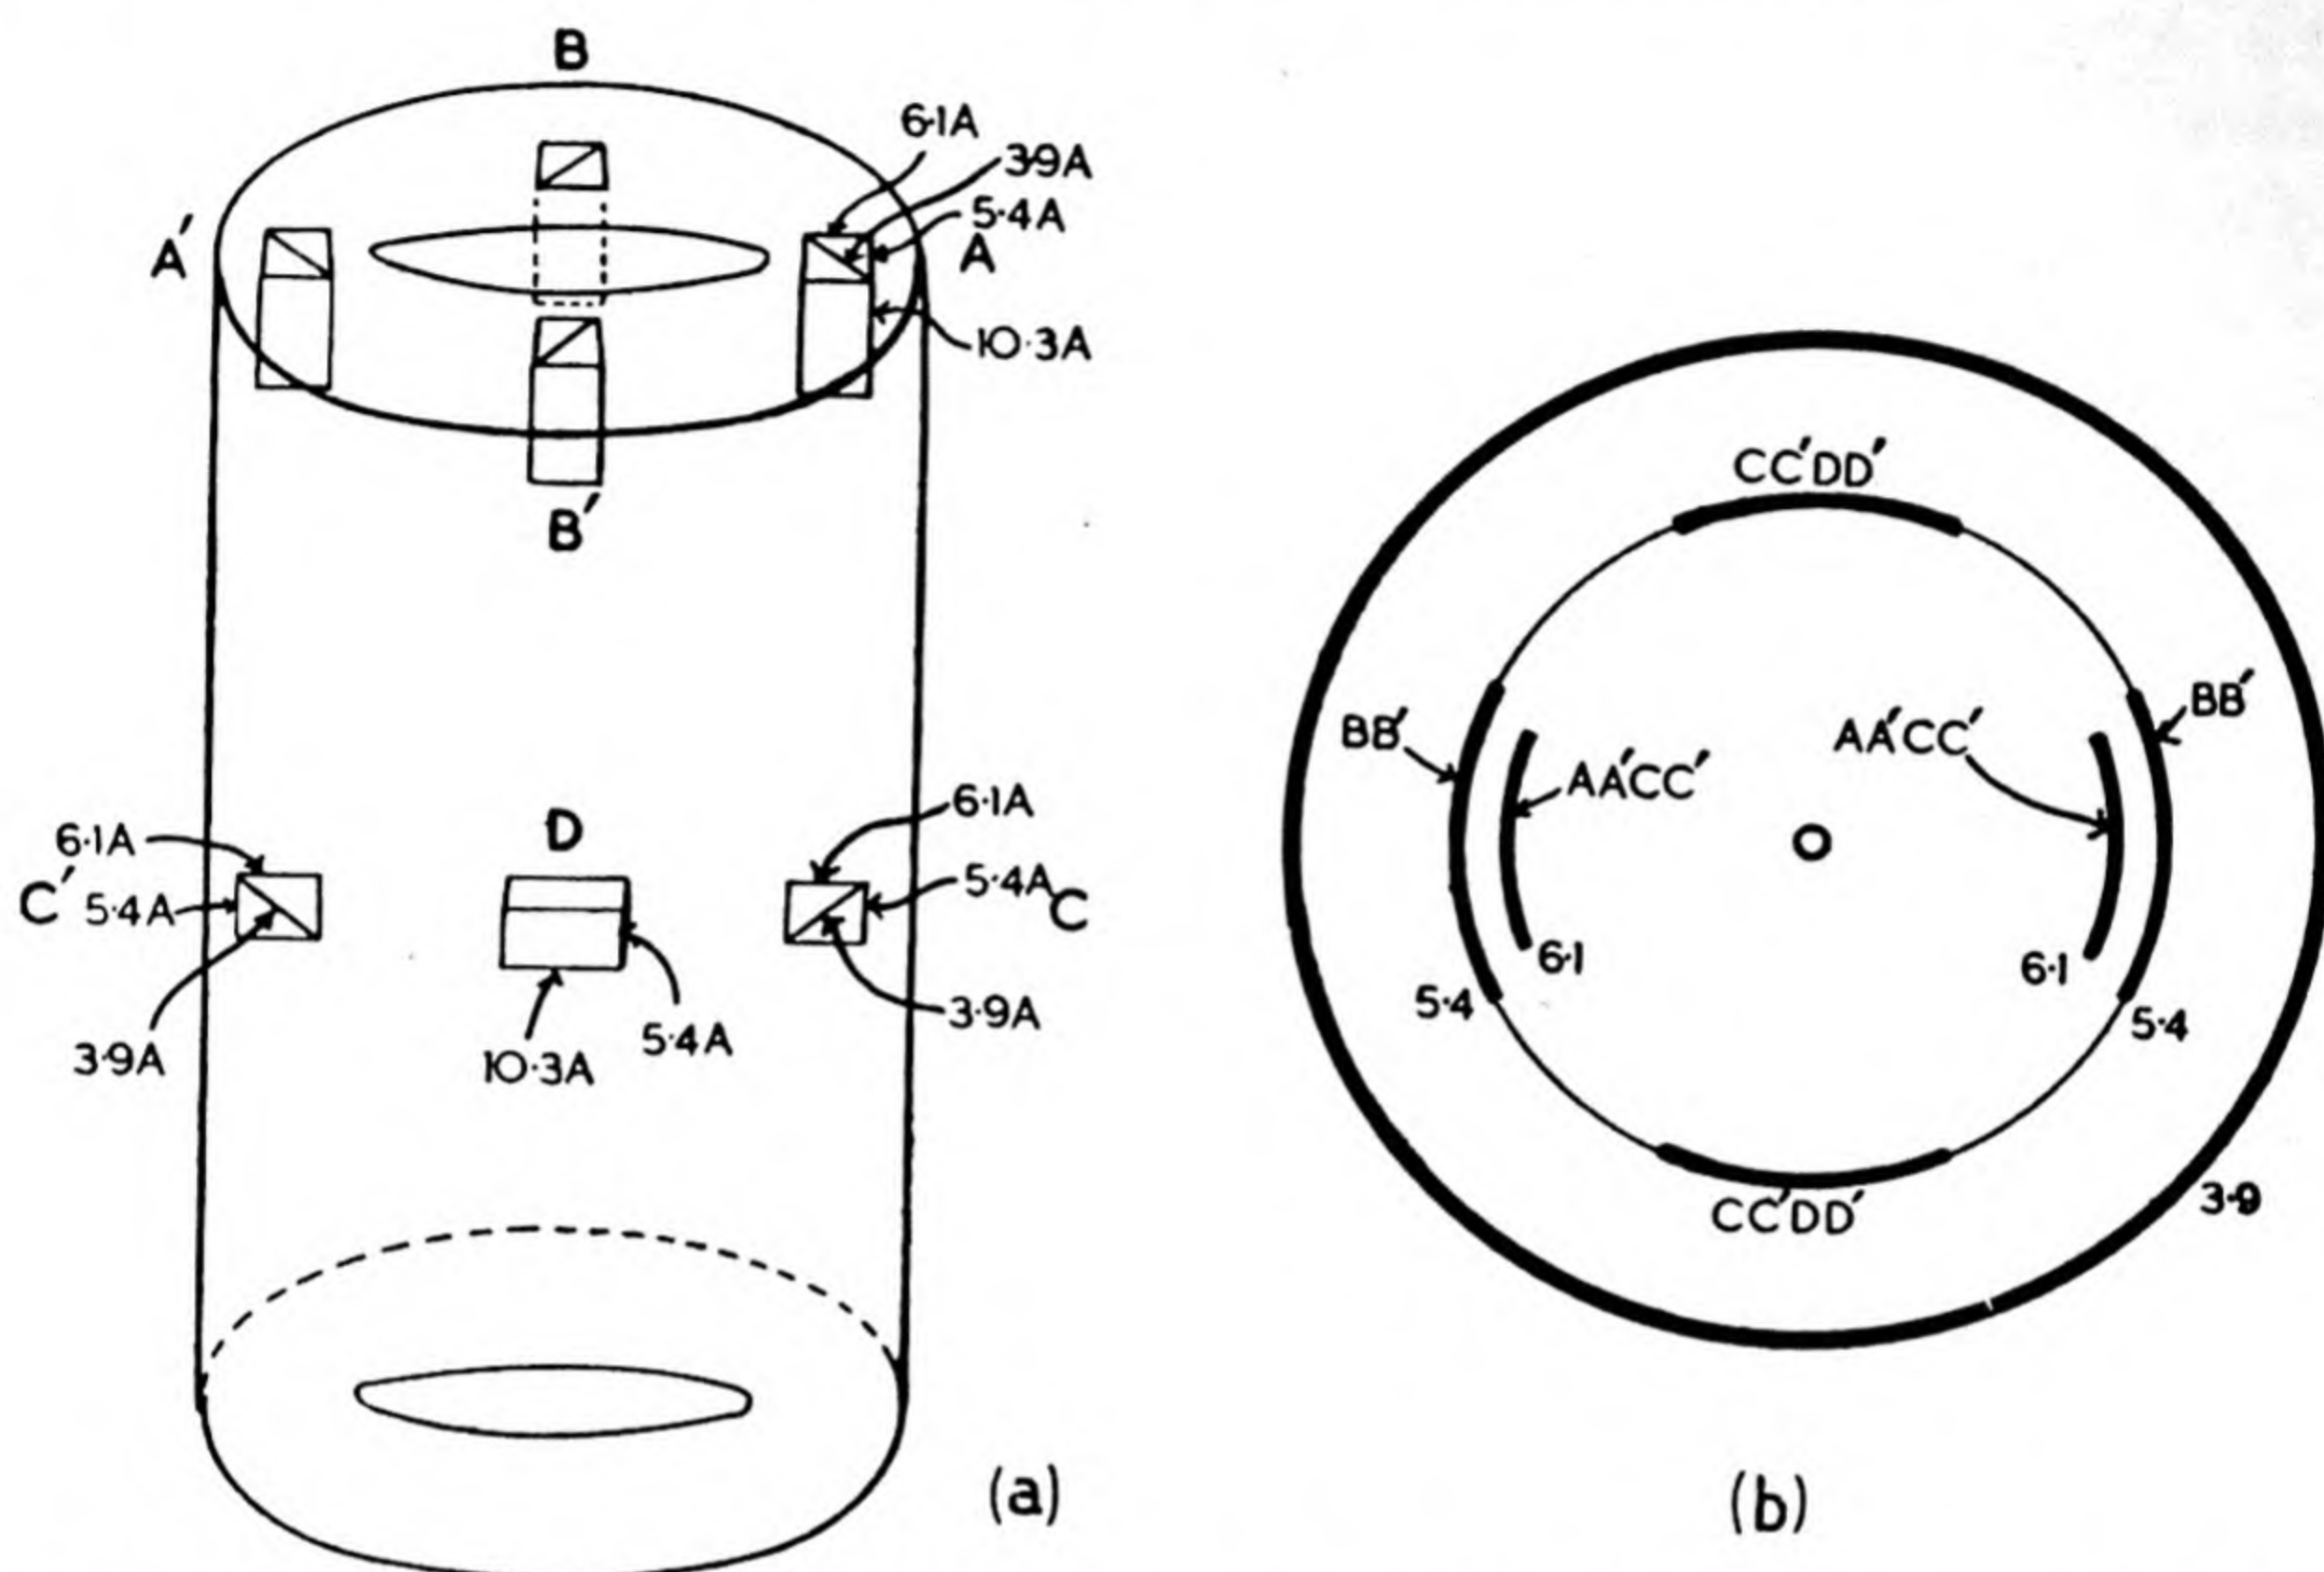 B
6·1A
3·9A
5·4A
A′
A
10·3A
B′
D
6·1A
6·1A
C′ 5·4A
5·4A C
3·9A
3·9A
10·3A
5·4A
(a)
CC′DD′
BB′
BB′
AA′CC′
AA′CC′
O
6·1
6·1
5·4
5·4
3·9
CC′DD′
(b)